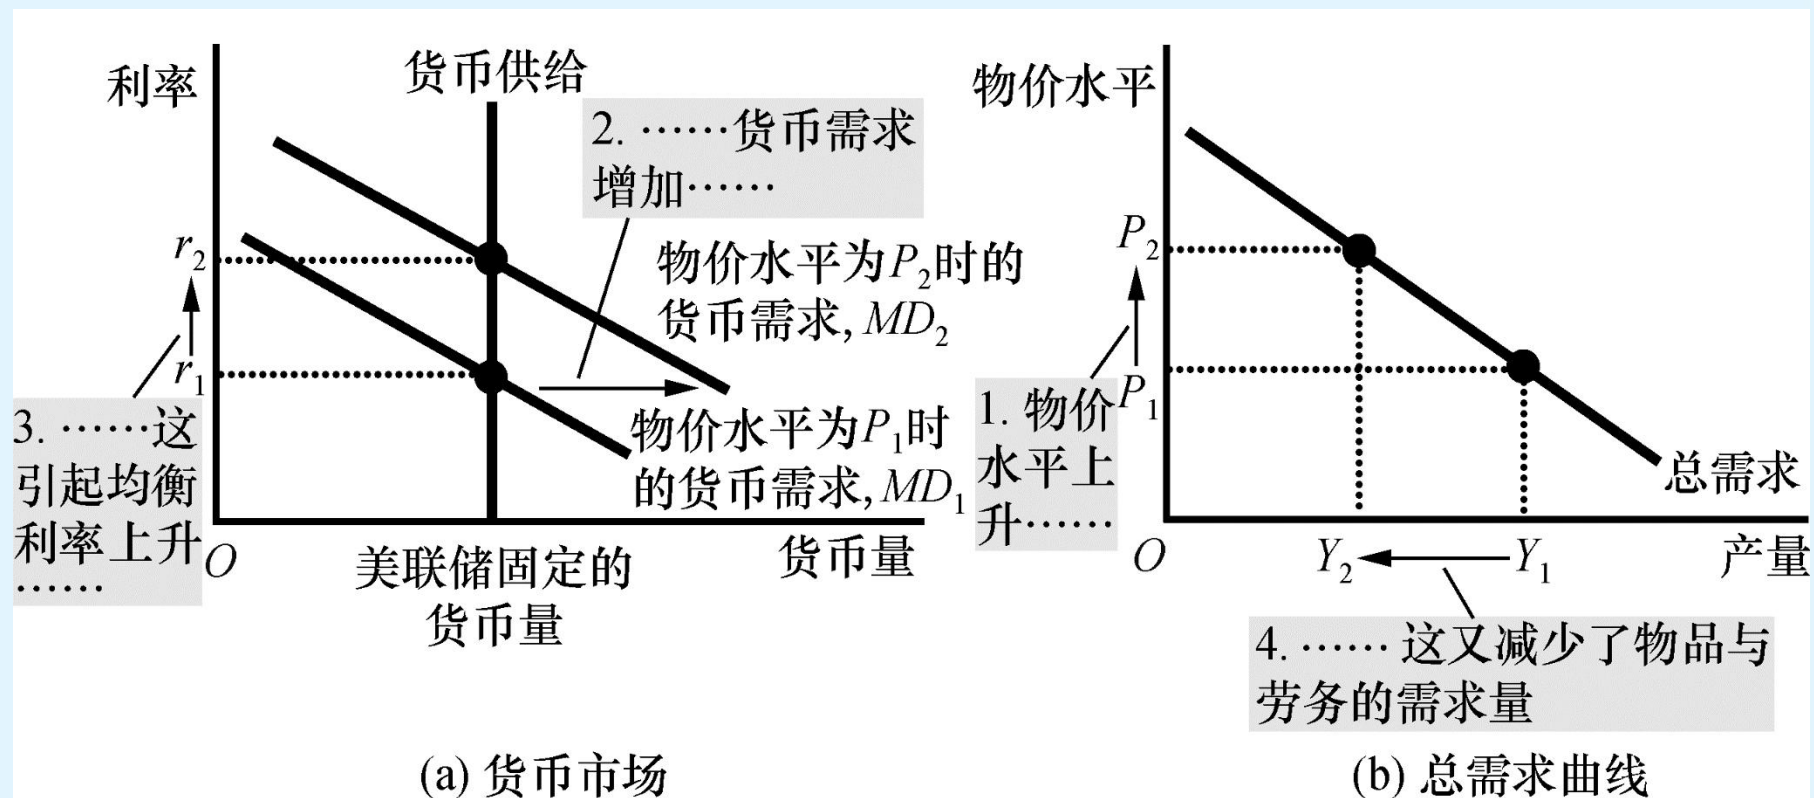 利率
货币供给
2. ……货币需求
增加……
r2
物价水平为P2时的
货币需求, MD2
r1
3. ……这
引起均衡
利率上升
……
物价水平为P1时
的货币需求, MD1
O
美联储固定的
货币量
货币量
(a) 货币市场
物价水平
P2
P1
1. 物价
水平上
升……
总需求
O
Y2
Y1
产量
4. …… 这又减少了物品与
劳务的需求量
(b) 总需求曲线